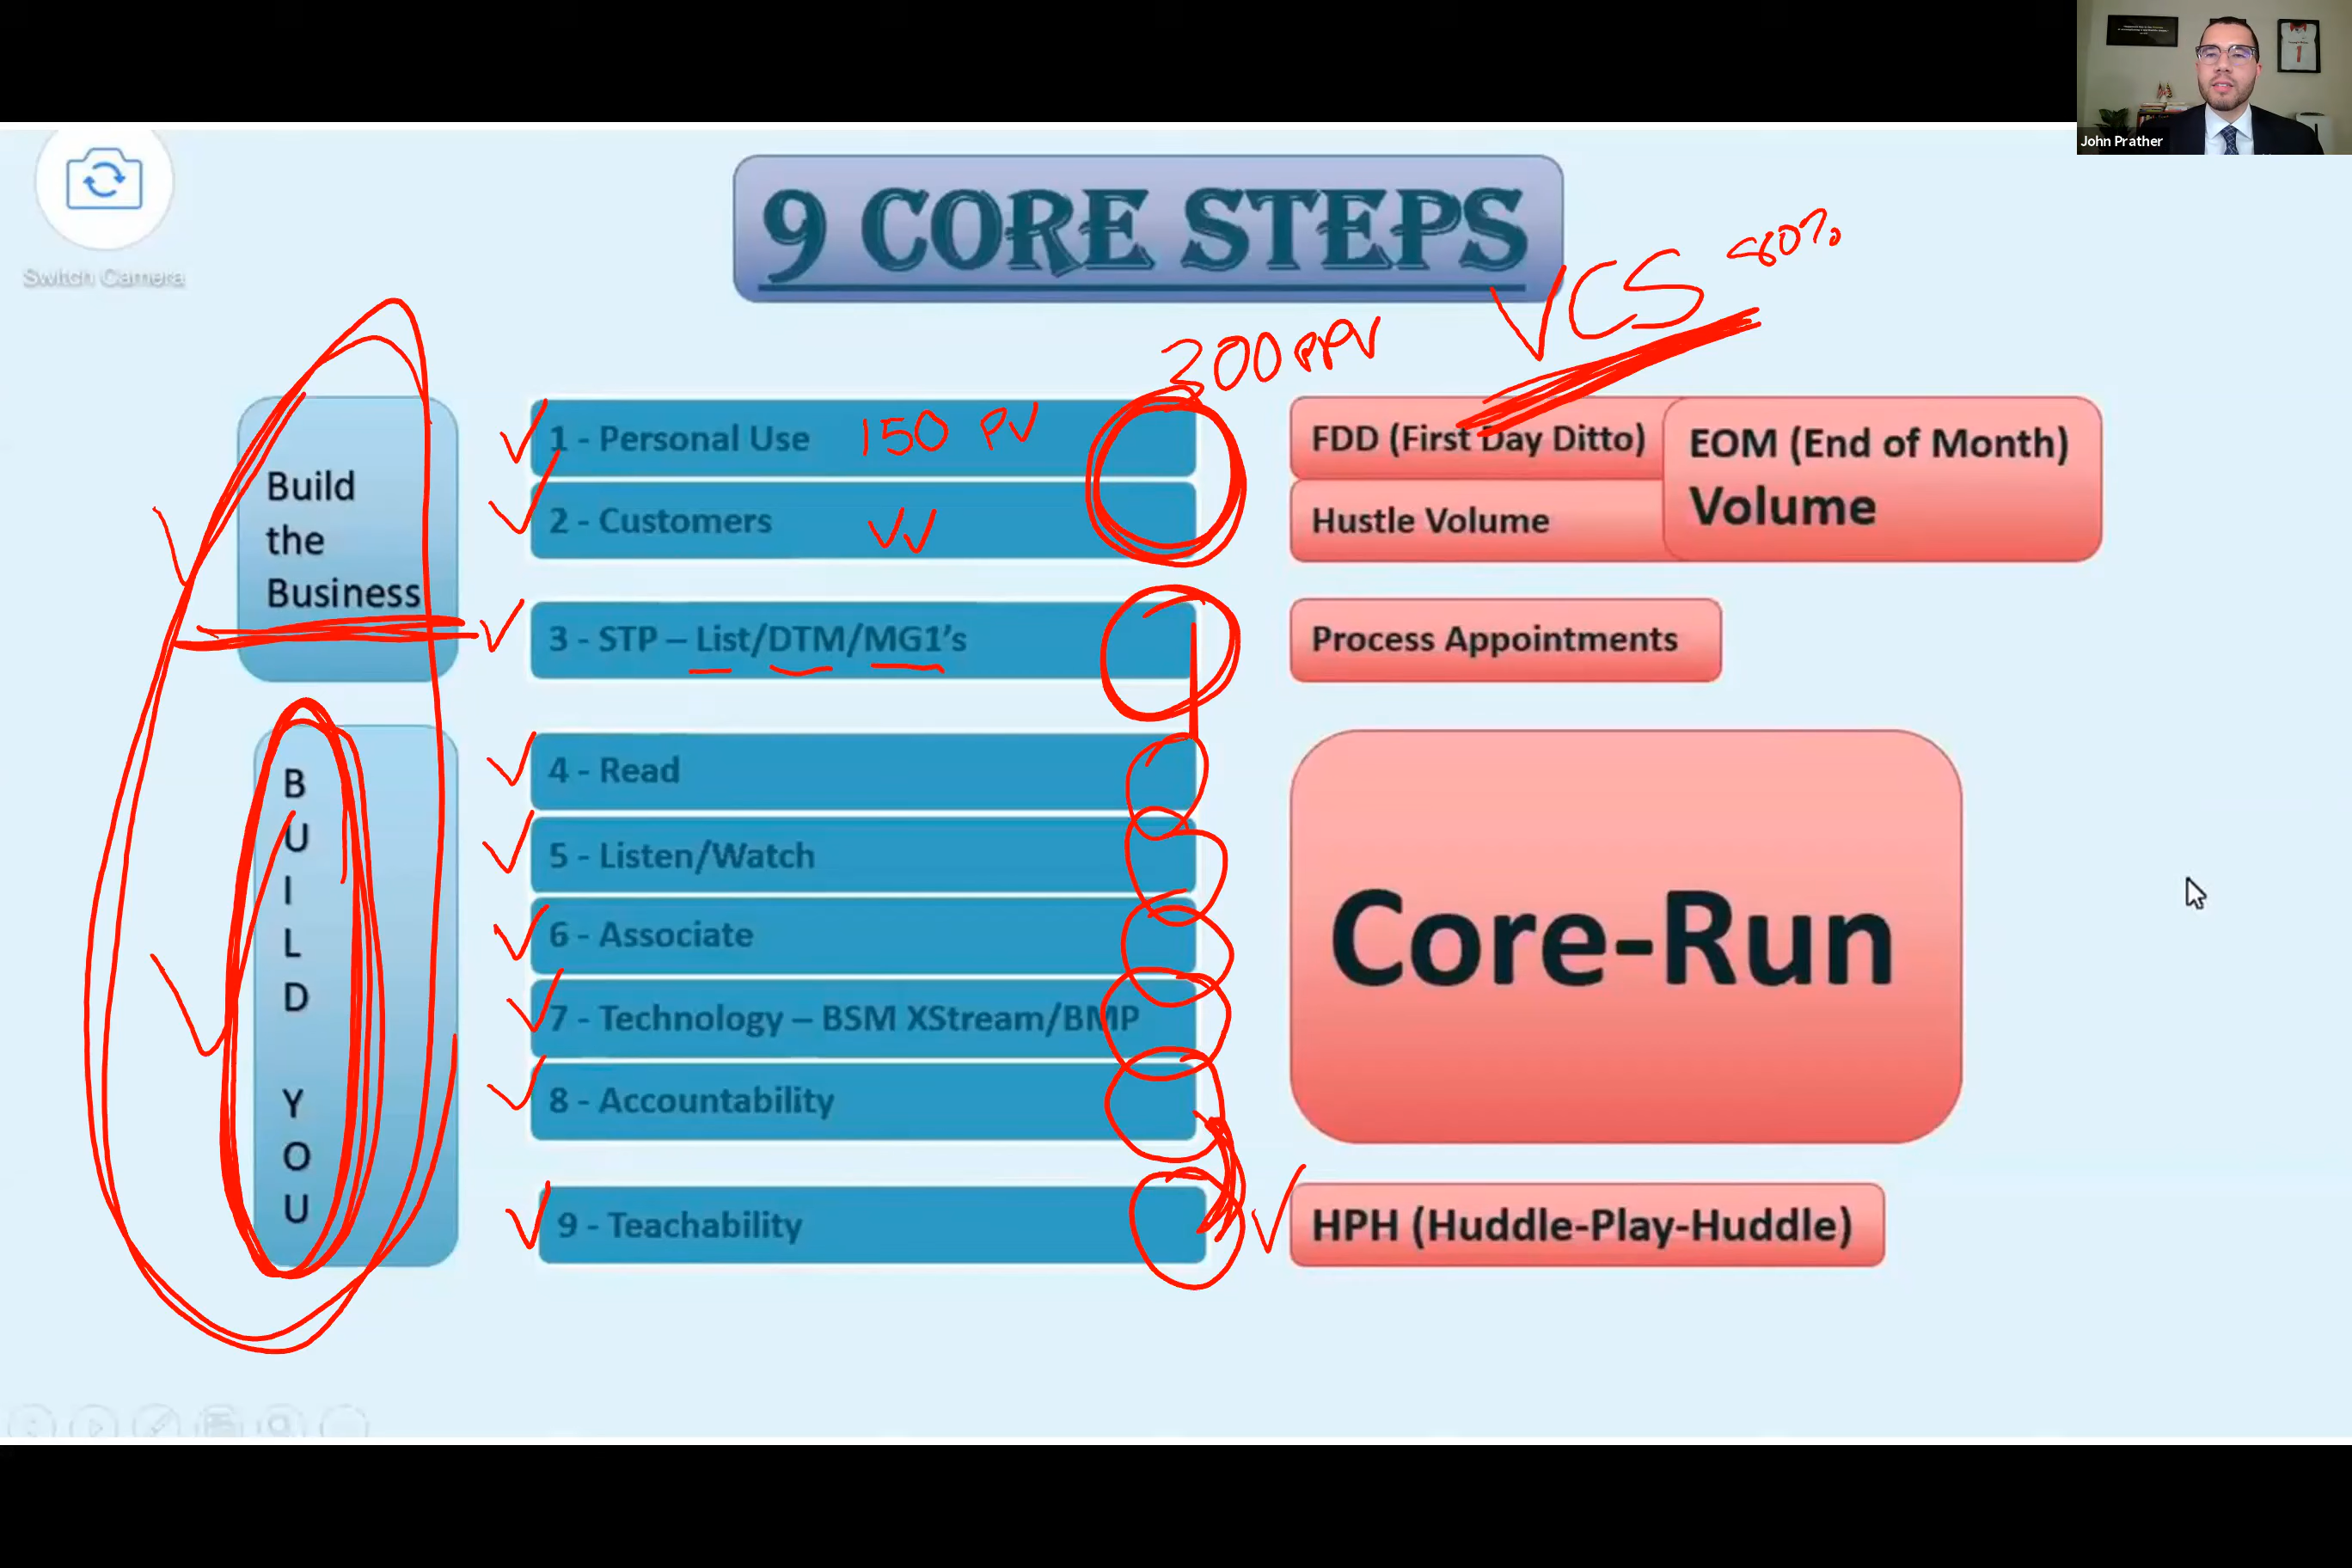 John Prather
Switch Camera
9 CORE STEPS
VCS
300 PPV
Build
the
Business
1 - Personal Use 150 PV
2 - Customers
3 - STP – List/DTM/MG1's
FDD (First Day Ditto)
Hustle Volume
EOM (End of Month)
Volume
Process Appointments
BUILD YOU
4 - Read
5 - Listen/Watch
6 - Associate
7 - Technology – BSM XStream/BMP
8 - Accountability
9 - Teachability
Core-Run
HPH (Huddle-Play-Huddle)